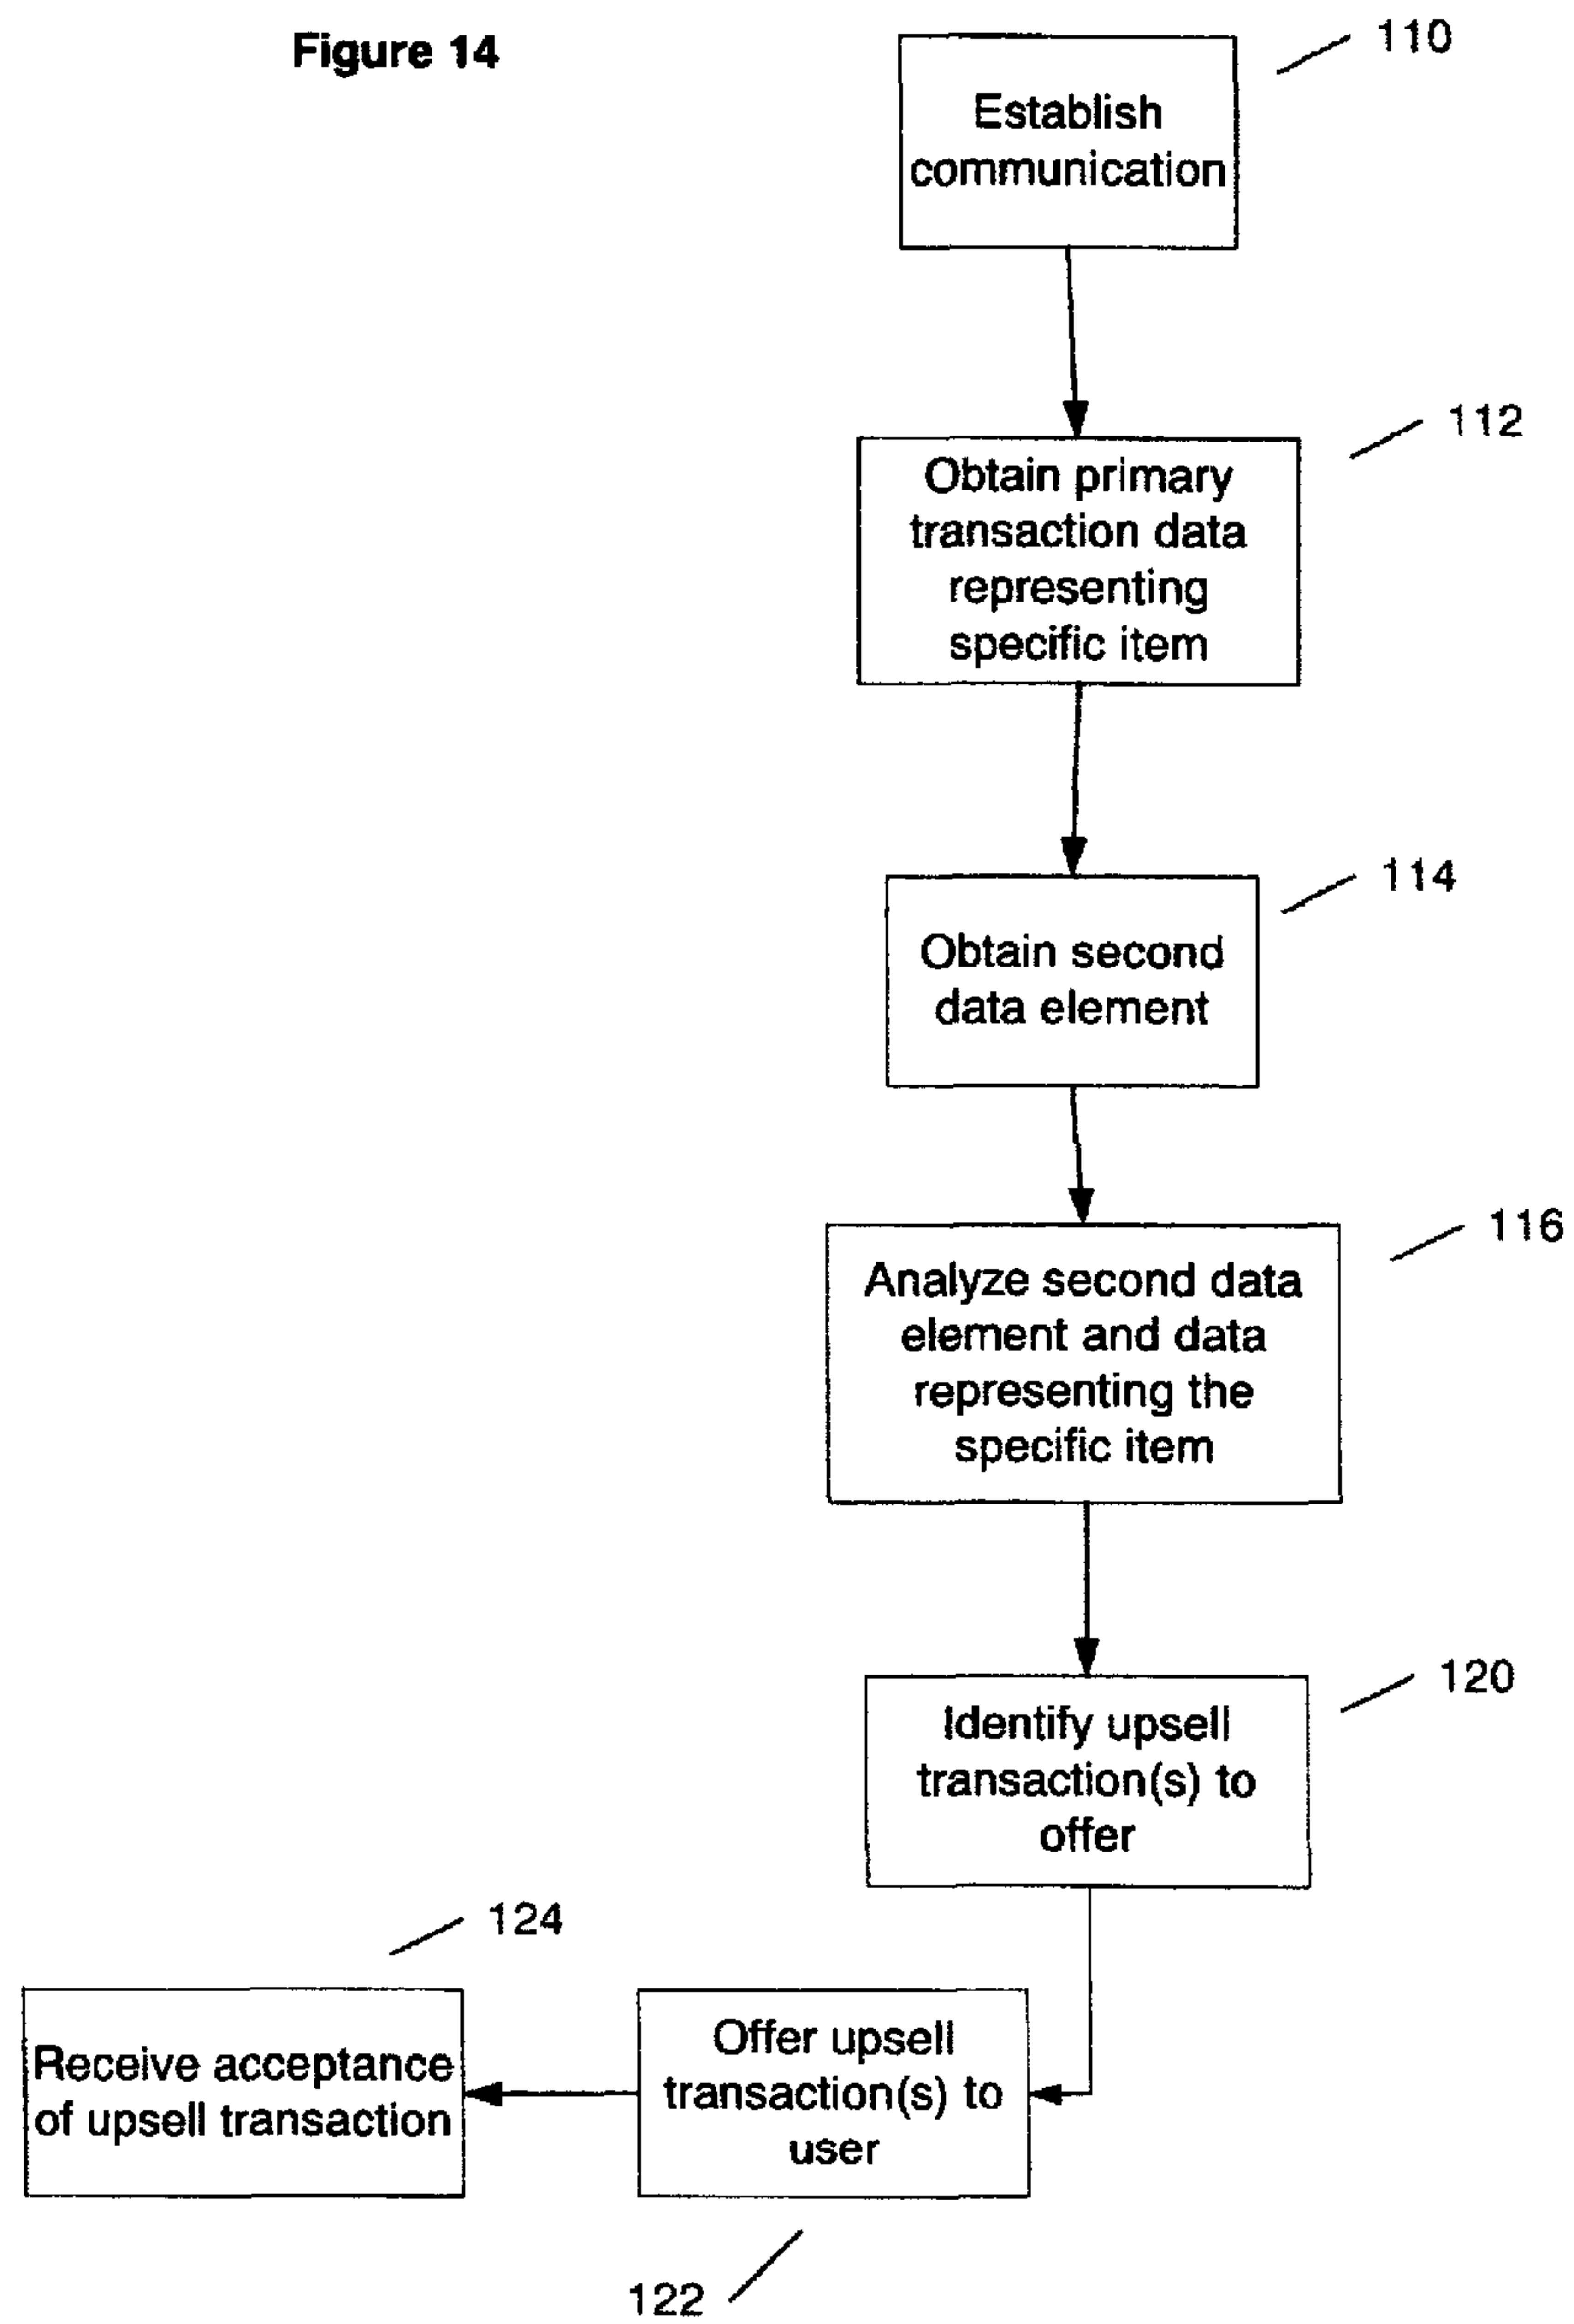 Figure 14
110
Establish
communication
112
Obtain primary
transaction data
representing
specific item
114
Obtain second
data element
116
Analyze second data
element and data
representing the
specific item
120
Identify upsell
transaction(s) to
offer
124
Receive acceptance
of upsell transaction
Offer upsell
transaction(s) to
user
122